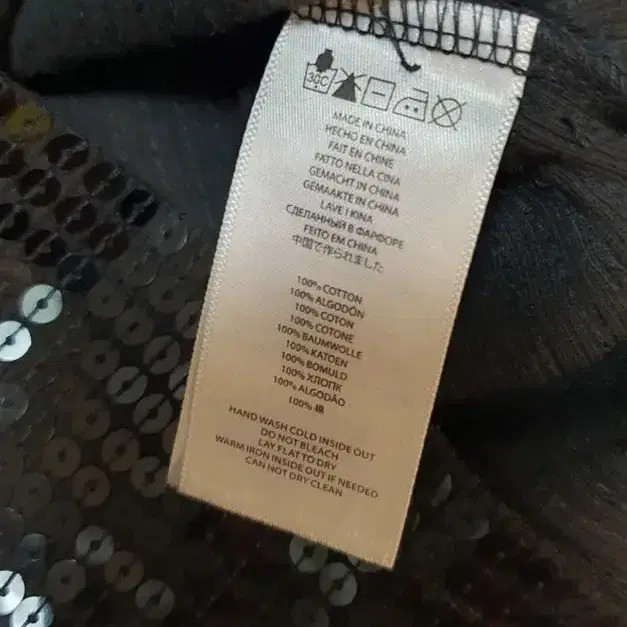 30C
MADE IN CHINA
HECHO EN CHINA
FAIT EN CHINE
FATTO NELLA CINA
GEMACHT IN CHINA
GEMAAKTE IN CHINA
LAVE I KINA
СДЕЛАННЫЙ В ФАРФОРЕ
FEITO EM CHINA
中国で作られました
100% COTTON
100% ALGODÓN
100% COTON
100% COTONE
100% BAUMWOLLE
100% KATOEN
100% BOMULD
100% ХЛОПК
100% ALGODÃO
100% 棉
HAND WASH COLD INSIDE OUT
DO NOT BLEACH
LAY FLAT TO DRY
WARM IRON INSIDE OUT IF NEEDED
CAN NOT DRY CLEAN